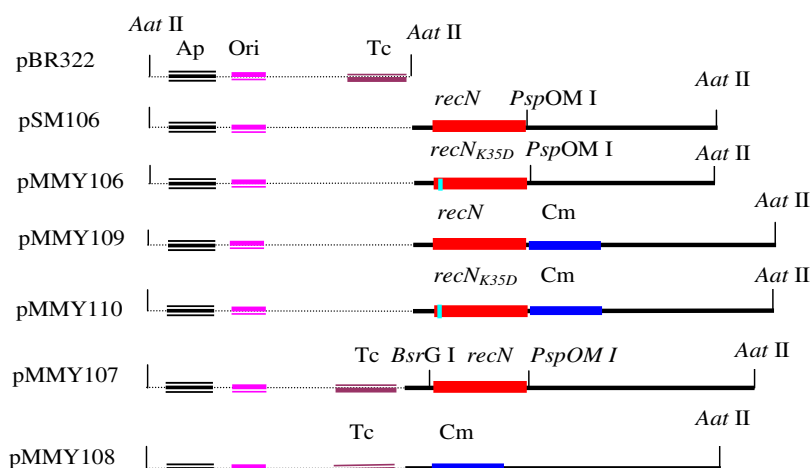 Aat II
Aat II
Ap Ori Tc
pBR322
Aat II
recN PspOM I
pSM106
recNK35D PspOM I
Aat II
pMMY106
Aat II
recN Cm
pMMY109
recNK35D Cm
Aat II
pMMY110
Tc BsrG I recN PspOM I Aat II
pMMY107
Tc Cm Aat II
pMMY108